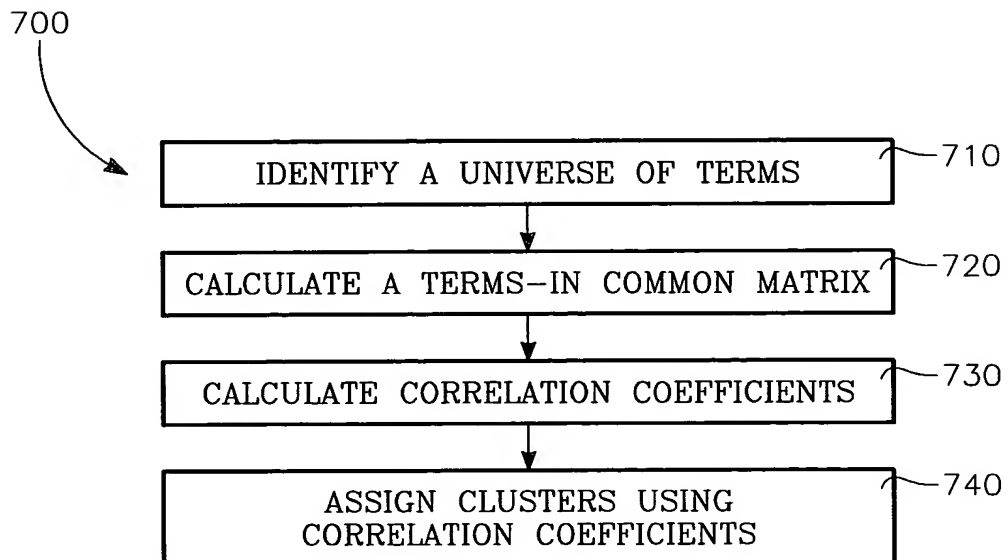 700
IDENTIFY A UNIVERSE OF TERMS
710
CALCULATE A TERMS-IN COMMON MATRIX
720
CALCULATE CORRELATION COEFFICIENTS
730
ASSIGN CLUSTERS USING
CORRELATION COEFFICIENTS
740